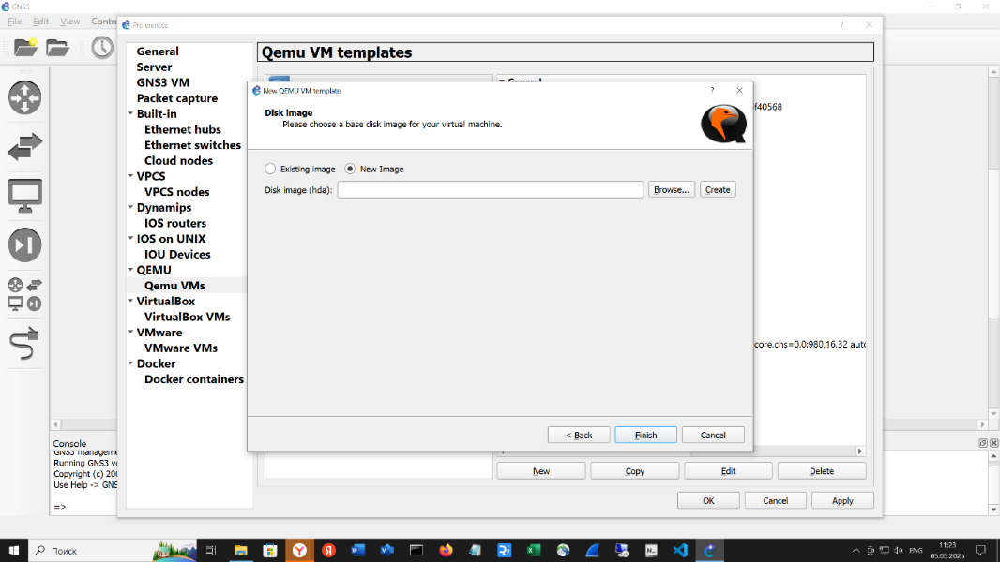 GNS3
File Edit View Contr
Preferences
General
Server
GNS3 VM
Packet capture
Built-in
Ethernet hubs
Ethernet switches
Cloud nodes
VPCS
VPCS nodes
Dynamips
IOS routers
IOS on UNIX
IOU Devices
QEMU
Qemu VMs
VirtualBox
VirtualBox VMs
VMware
VMware VMs
Docker
Docker containers
Qemu VM templates
General
f40568
core.chs=0.0:980,16,32 auto
New QEMU VM template
Disk image
Please choose a base disk image for your virtual machine.
Existing image New Image
Disk image (hda): Browse... Create
< Back Finish Cancel
New Copy Edit Delete
OK Cancel Apply
Console
GNS3 manageme
Running GNS3 ve
Copyright (c) 200
Use Help -> GNS
=>
Поиск
ENG
11:23
05.05.2025